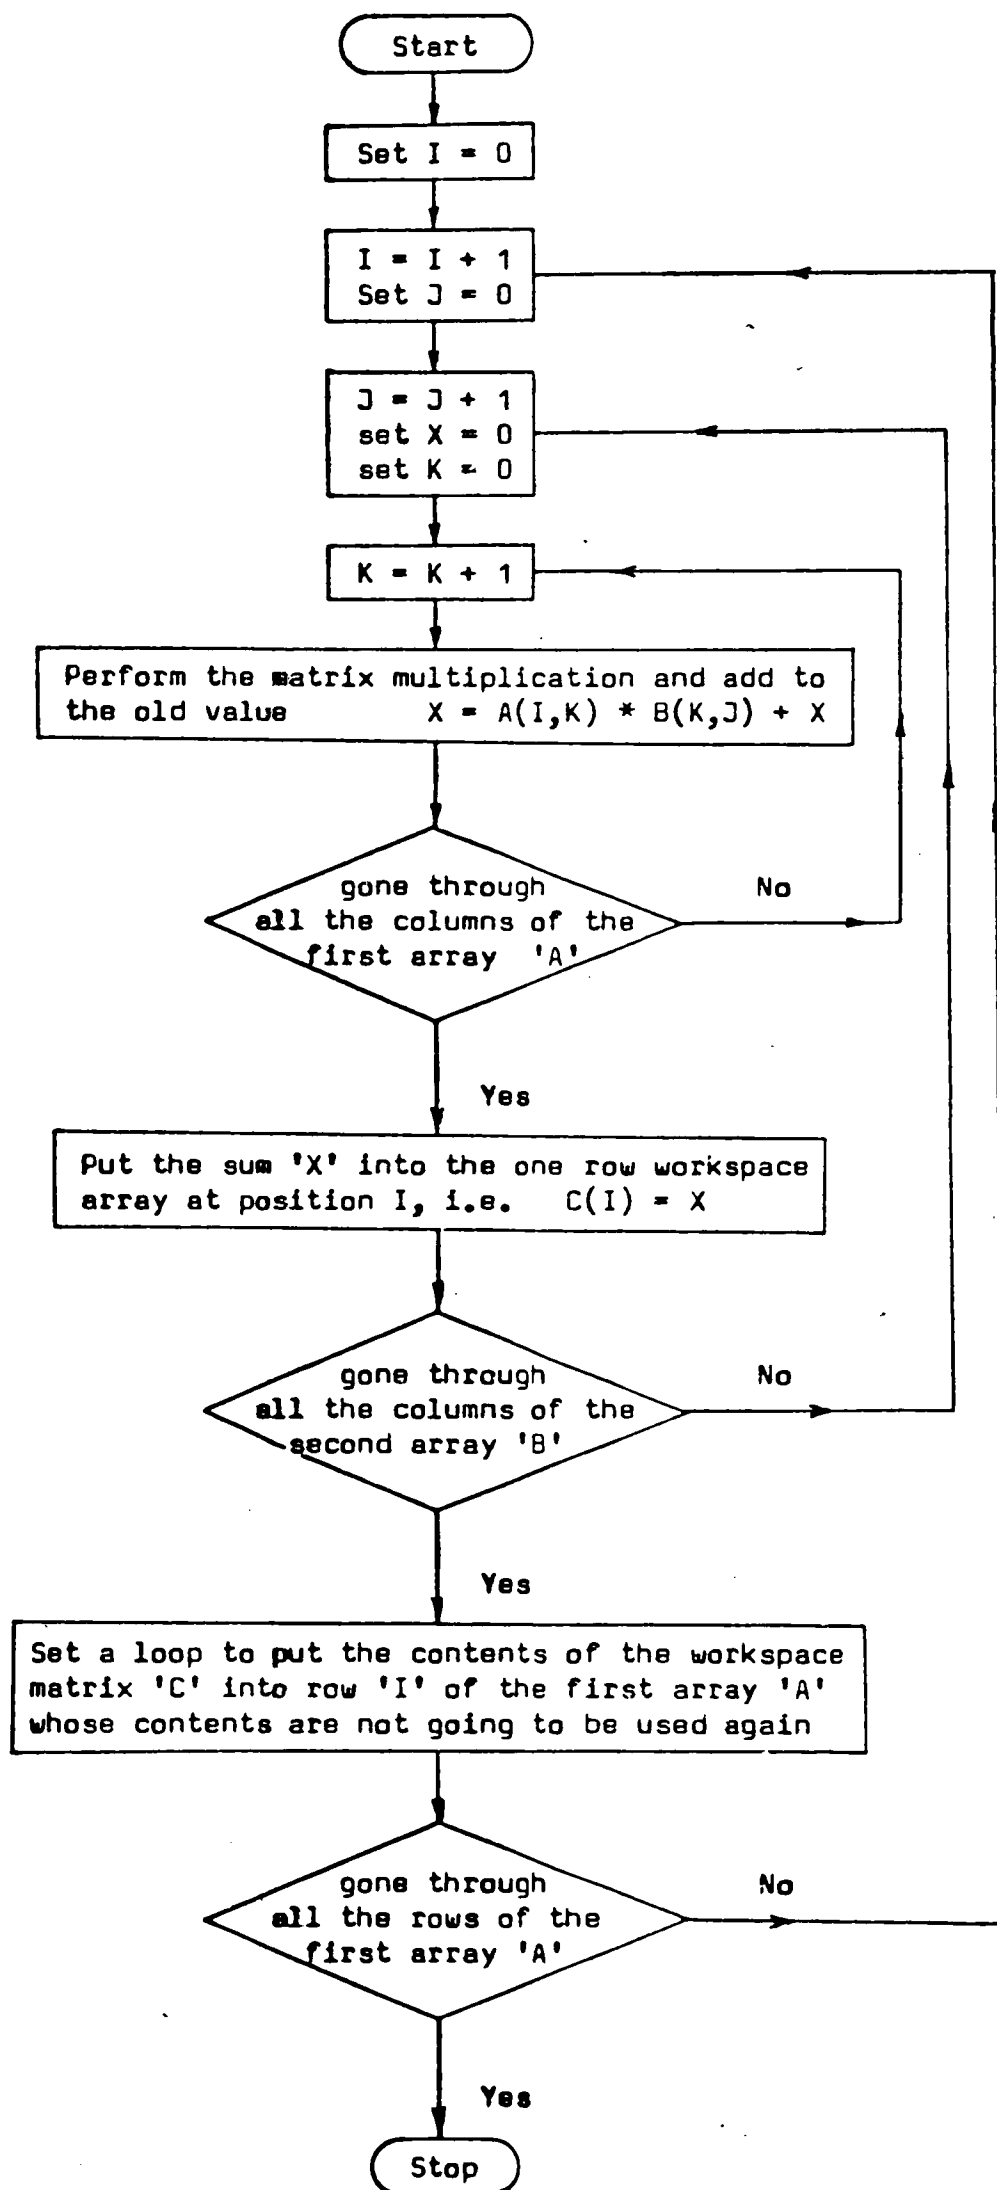 Start
Set I = 0
I = I + 1
Set J = 0
J = J + 1
set X = 0
set K = 0
K = K + 1
Perform the matrix multiplication and add to
the old value X = A(I,K) * B(K,J) + X
gone through
all the columns of the
first array 'A'
No
Yes
Put the sum 'X' into the one row workspace
array at position I, i.e. C(I) = X
gone through
all the columns of the
second array 'B'
No
Yes
Set a loop to put the contents of the workspace
matrix 'C' into row 'I' of the first array 'A'
whose contents are not going to be used again
gone through
all the rows of the
first array 'A'
No
Yes
Stop